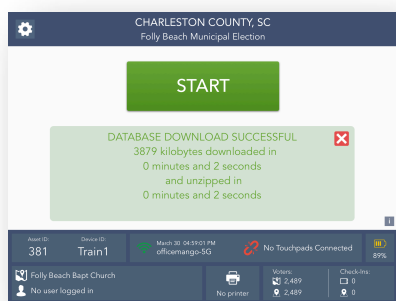 CHARLESTON COUNTY, SC
Folly Beach Municipal Election
START
DATABASE DOWNLOAD SUCCESSFUL
3879 kilobytes downloaded in
0 minutes and 2 seconds
and unzipped in
0 minutes and 2 seconds
i
Asset ID:
381
Device ID:
Train1
March 30 04:59:01 PM
officemango-5G
No Touchpads Connected
89%
Folly Beach Bapt Church
No user logged in
No printer
Voters:
2,489
2,489
Check-Ins:
0
0